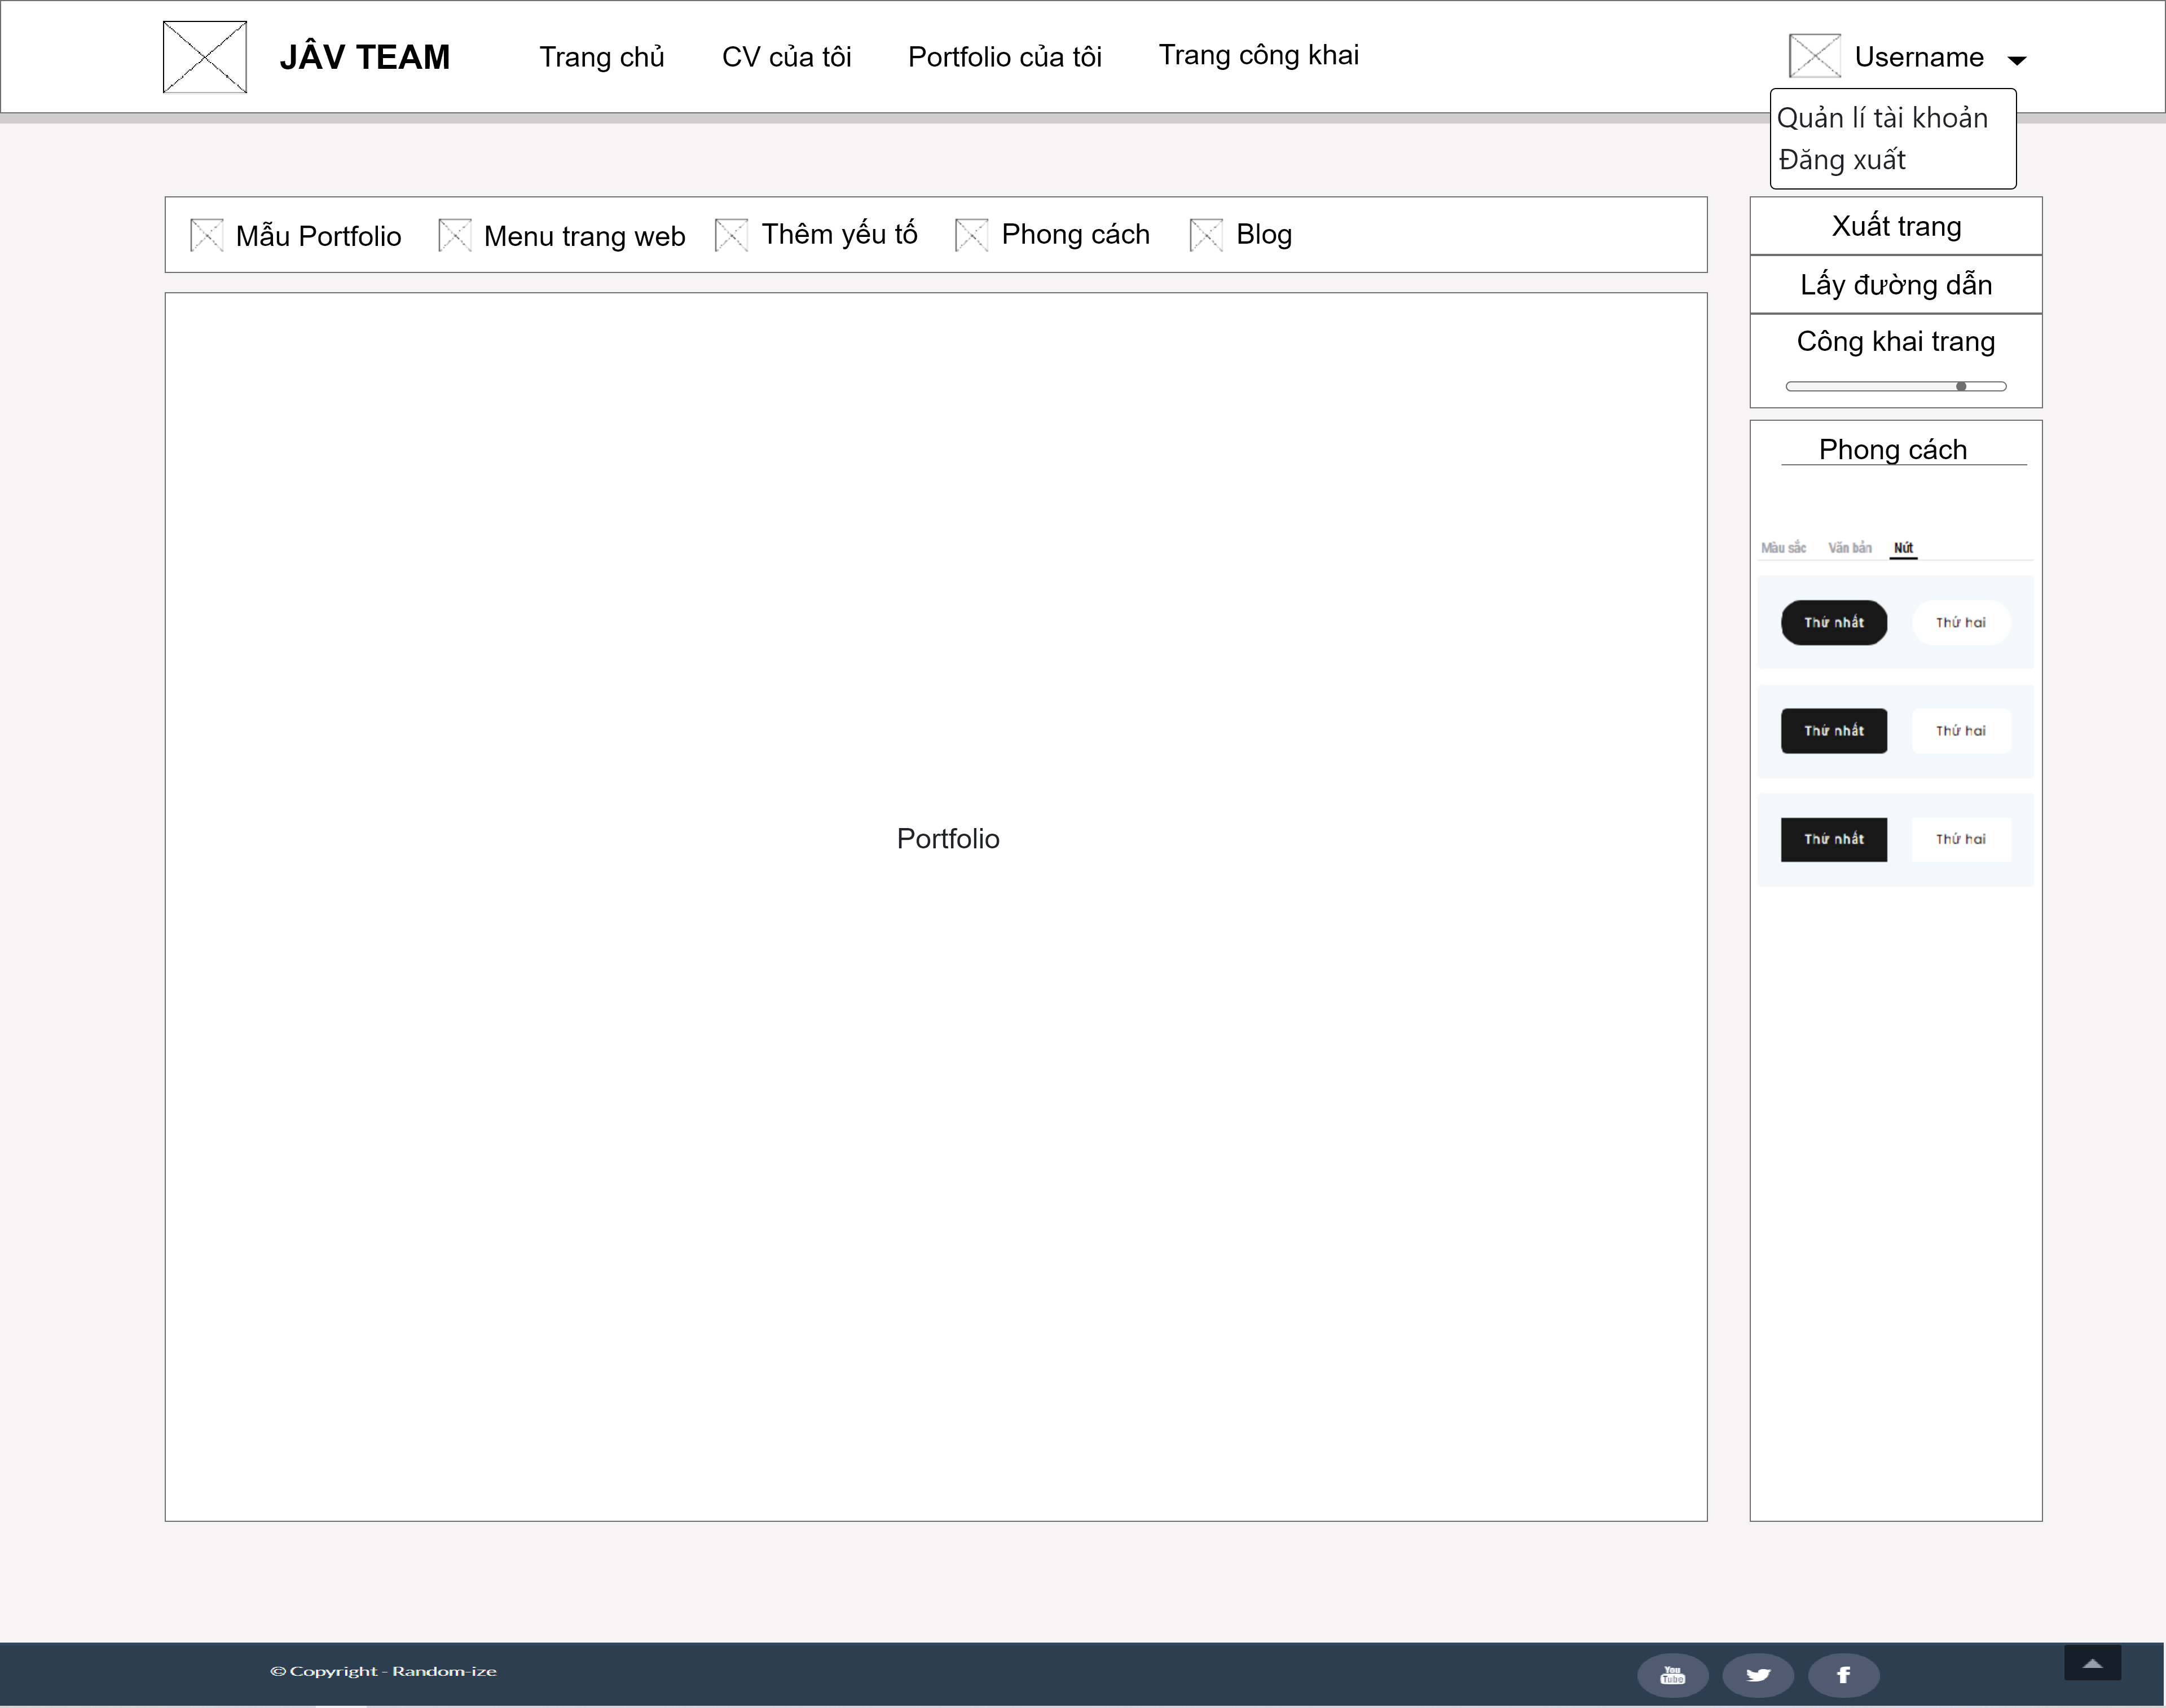 JÂV TEAM
Trang chủ
CV của tôi
Portfolio của tôi
Trang công khai
Username
Quản lí tài khoản
Đăng xuất
Mẫu Portfolio
Menu trang web
Thêm yếu tố
Phong cách
Blog
Xuất trang
Lấy đường dẫn
Công khai trang
Phong cách
Màu sắc
Văn bản
Nút
Thứ nhất
Thứ hai
Thứ nhất
Thứ hai
Thứ nhất
Thứ hai
Portfolio
© Copyright - Random-ize
You
Tube